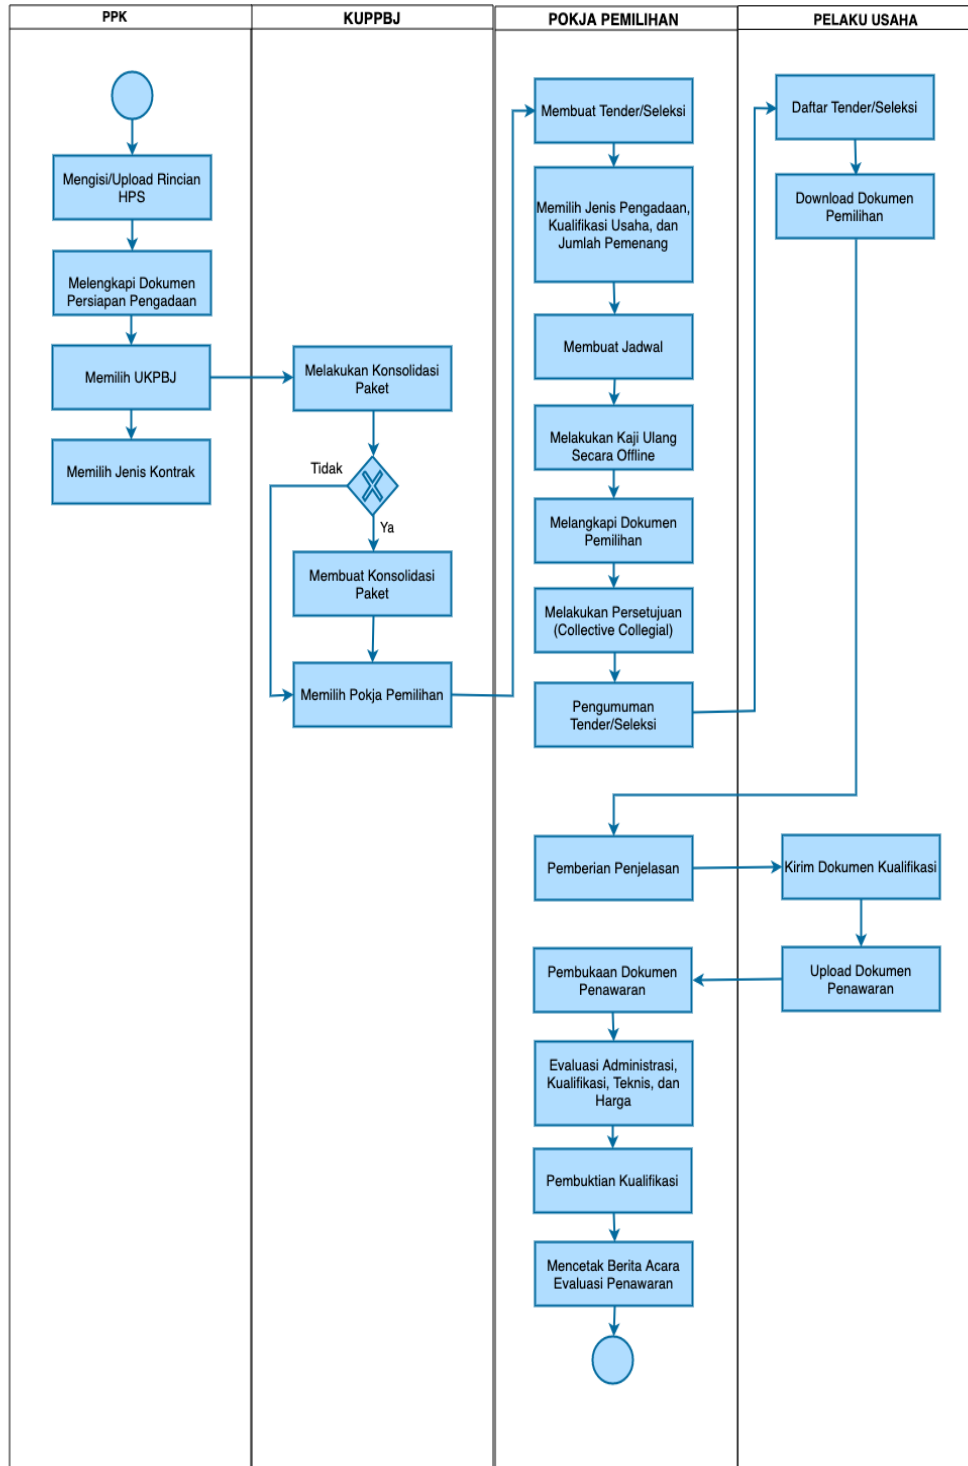 PPK
KUPPBJ
POKJA PEMILIHAN
PELAKU USAHA
Mengisi/Upload Rincian
HPS
Melengkapi Dokumen
Persiapan Pengadaan
Memilih UKPBJ
Memilih Jenis Kontrak
Melakukan Konsolidasi
Paket
Tidak
Ya
Membuat Konsolidasi
Paket
Memilih Pokja Pemilihan
Membuat Tender/Seleksi
Memilih Jenis Pengadaan,
Kualifikasi Usaha, dan
Jumlah Pemenang
Membuat Jadwal
Melakukan Kaji Ulang
Secara Offline
Melangkapi Dokumen
Pemilihan
Melakukan Persetujuan
(Collective Collegial)
Pengumuman
Tender/Seleksi
Daftar Tender/Seleksi
Download Dokumen
Pemilihan
Pemberian Penjelasan
Kirim Dokumen Kualifikasi
Upload Dokumen
Penawaran
Pembukaan Dokumen
Penawaran
Evaluasi Administrasi,
Kualifikasi, Teknis, dan
Harga
Pembuktian Kualifikasi
Mencetak Berita Acara
Evaluasi Penawaran